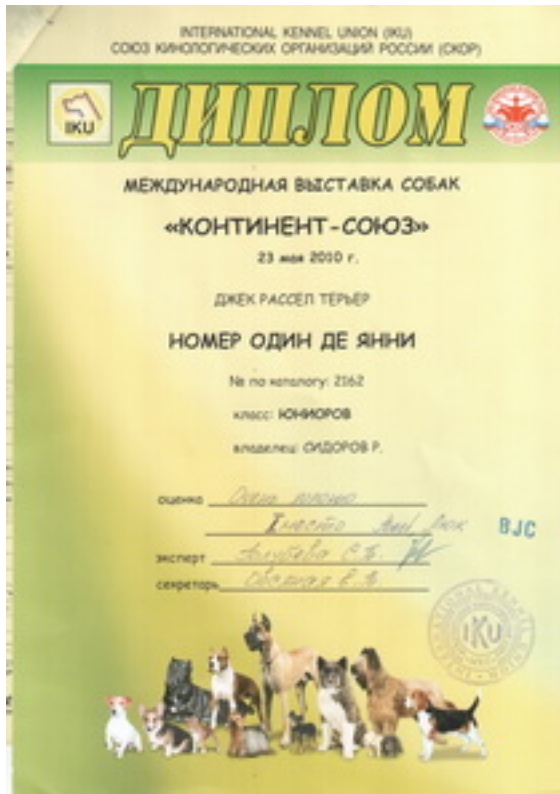 INTERNATIONAL KENNEL UNION (IKU)
СОЮЗ КИНОЛОГИЧЕСКИХ ОРГАНИЗАЦИЙ РОССИИ (СКОР)
IKU
ДИПЛОМ
МЕЖДУНАРОДНАЯ ВЫСТАВКА СОБАК
«КОНТИНЕНТ-СОЮЗ»
23 мая 2010 г.
ДЖЕК РАССЕЛ ТЕРЬЕР
НОМЕР ОДИН ДЕ ЯННИ
№ по каталогу: 2162
класс: ЮНИОРОВ
владелец: СИДОРОВ Р.
оценка
I место
BJC
эксперт
секретарь
IKU